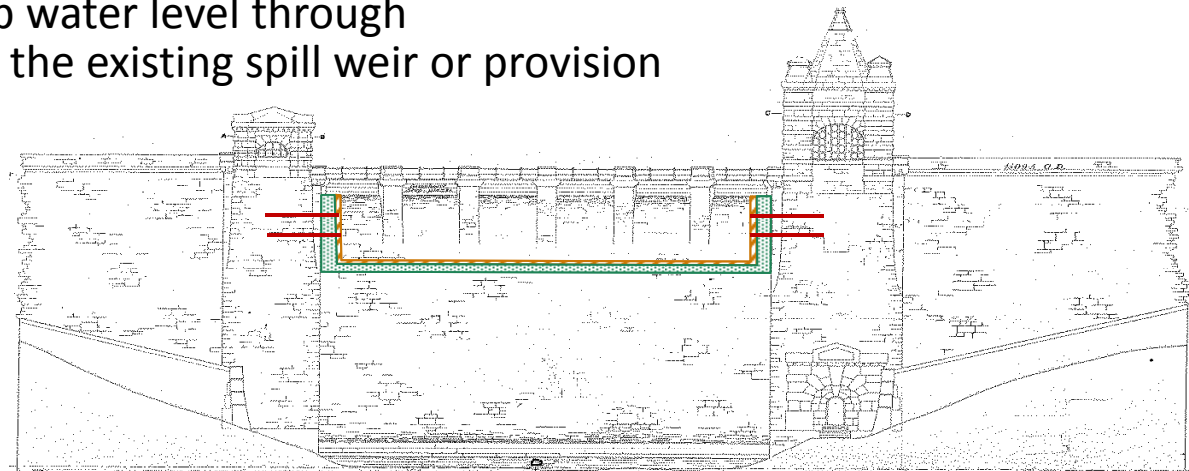 water level through
the existing spill weir or provision
A
C
D
D